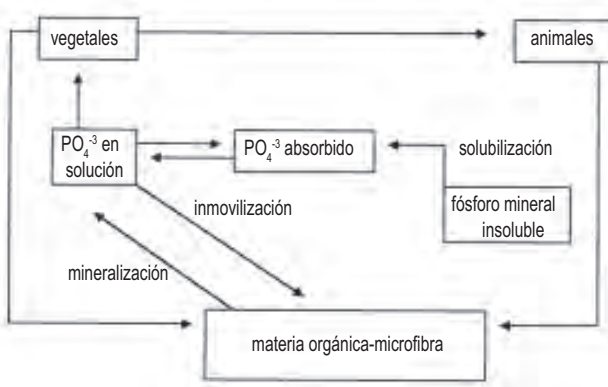 vegetales
animales
PO₄⁻³ en
solución
PO₄⁻³ absorbido
solubilización
fósforo mineral
insoluble
inmovilización
mineralización
materia orgánica-microfibra